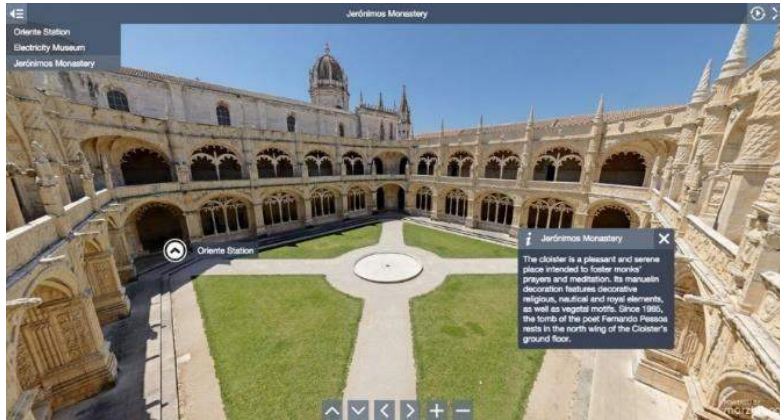 Jerónimos Monastery
Oriente Station
Electricity Museum
Jerónimos Monastery
Oriente Station
i Jerónimos Monastery
The cloister is a pleasant and serene
place intended to foster monks'
prayers and meditation. Its manuelin
decoration features decorative
religious, nautical and royal elements,
as well as vegetal motifs. Since 1985,
the tomb of the poet Fernando Pessoa
rests in the north wing of the Cloister's
ground floor.
POWERED BY
marzipano